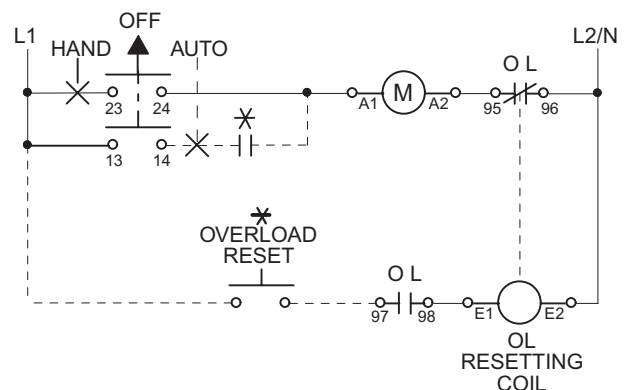 OFF
L1
L2/N
HAND
AUTO
O L
23 24
A1
M
A2
95 96
13 14
OVERLOAD
RESET
O L
97 98
E1
E2
OL
RESETTING
COIL